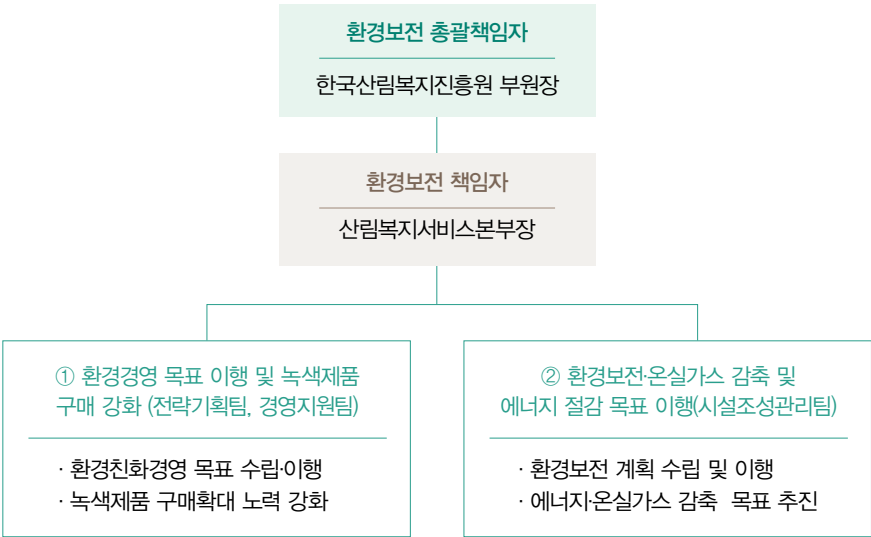 환경보전 총괄책임자
한국산림복지진흥원 부원장
환경보전 책임자
산림복지서비스본부장
① 환경경영 목표 이행 및 녹색제품
구매 강화 (전략기획팀, 경영지원팀)
· 환경친화경영 목표 수립·이행
· 녹색제품 구매확대 노력 강화
② 환경보전·온실가스 감축 및
에너지 절감 목표 이행(시설조성관리팀)
· 환경보전 계획 수립 및 이행
· 에너지·온실가스 감축 목표 추진